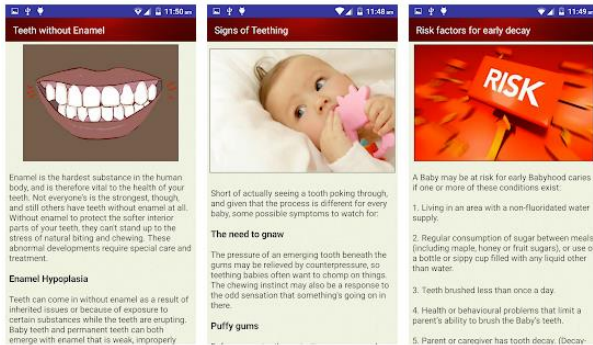 11:50 am
Teeth without Enamel
Enamel is the hardest substance in the human
body, and is therefore vital to the health of your
teeth. Not everyone's is the strongest, though,
and still others have teeth without enamel at all.
Without enamel to protect the softer interior
parts of your teeth, they can't stand up to the
stress of natural biting and chewing. These
abnormal developments require special care and
treatment.
Enamel Hypoplasia
Teeth can come in without enamel as a result of
inherited issues or because of exposure to
certain substances while the teeth are erupting.
Baby teeth and permanent teeth can both
emerge with enamel that is weak, improperly
11:48 am
Signs of Teething
Short of actually seeing a tooth poking through,
and given that the process is different for every
baby, some possible symptoms to watch for:
The need to gnaw
The pressure of an emerging tooth beneath the
gums may be relieved by counterpressure, so
teething babies often want to chomp on things.
The chewing instinct may also be a response to
the odd sensation that something's going on in
there.
Puffy gums
11:49 am
Risk factors for early decay
RISK
A Baby may be at risk for early Babyhood caries
if one or more of these conditions exist:
1. Living in an area with a non-fluoridated water
supply.
2. Regular consumption of sugar between meals
(including maple, honey or fruit sugars), or use o
a bottle or sippy cup filled with any liquid other
than water.
3. Teeth brushed less than once a day.
4. Health or behavioural problems that limit a
parent's ability to brush the Baby's teeth.
5. Parent or caregiver has tooth decay. (Decay-